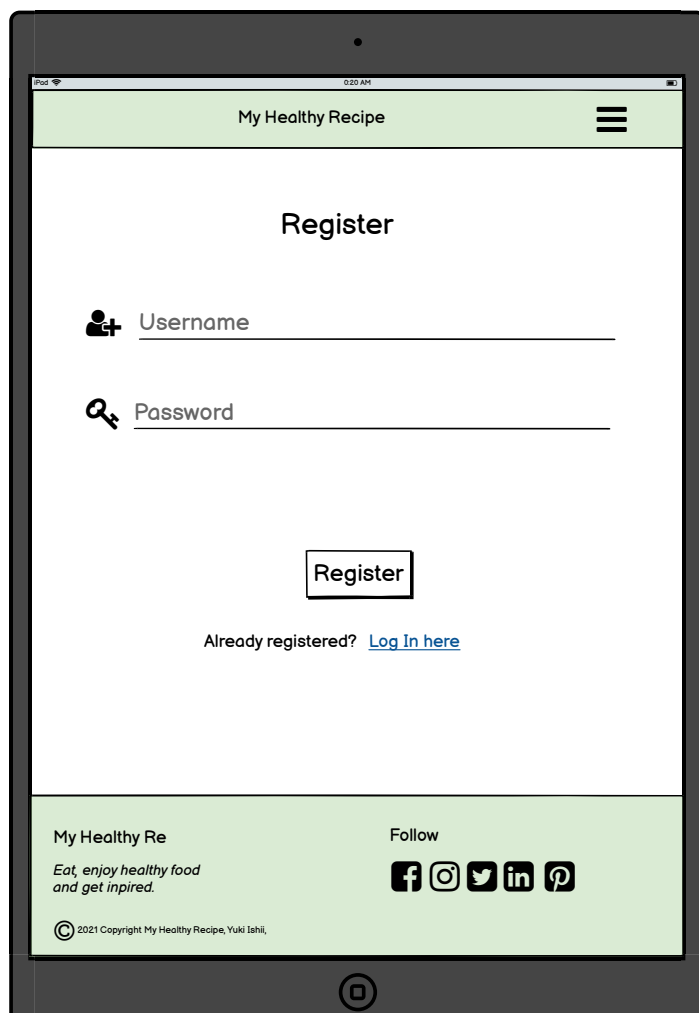 iPad 0:20 AM
My Healthy Recipe
Register
Username
Password
Register
Already registered? Log In here
My Healthy Re
Eat, enjoy healthy food
and get inpired.
© 2021 Copyright My Healthy Recipe, Yuki Ishii,
Follow